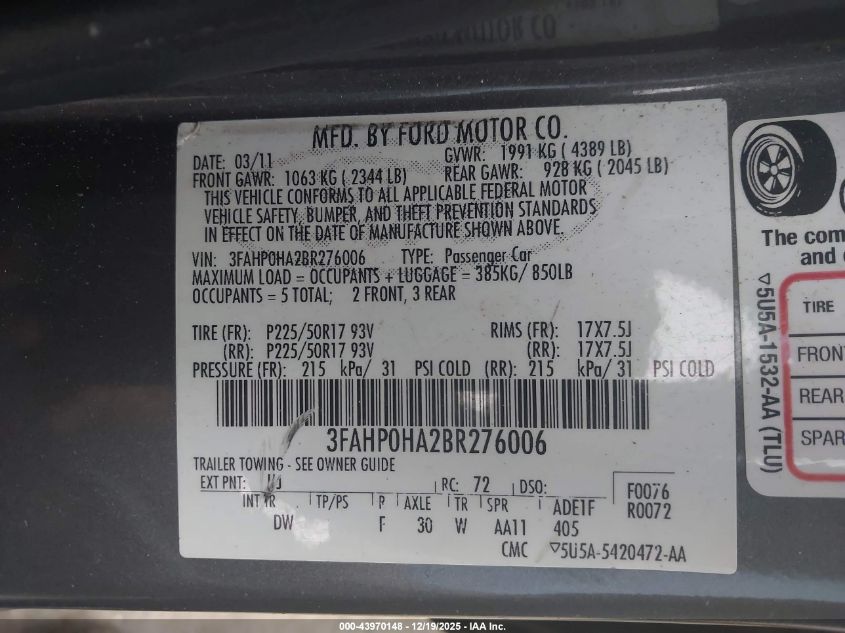 MFD. BY FORD MOTOR CO.
DATE: 03/11 GVWR: 1991 KG ( 4389 LB)
FRONT GAWR: 1063 KG ( 2344 LB) REAR GAWR: 928 KG ( 2045 LB)
THIS VEHICLE CONFORMS TO ALL APPLICABLE FEDERAL MOTOR
VEHICLE SAFETY, BUMPER, AND THEFT PREVENTION STANDARDS
IN EFFECT ON THE DATE OF MANUFACTURE SHOWN ABOVE.
VIN: 3FAHP0HA2BR276006 TYPE: Passenger Car
MAXIMUM LOAD = OCCUPANTS + LUGGAGE = 385KG/ 850LB
OCCUPANTS = 5 TOTAL; 2 FRONT, 3 REAR
TIRE (FR): P225/50R17 93V RIMS (FR): 17X7.5J
(RR): P225/50R17 93V (RR): 17X7.5J
PRESSURE (FR): 215 kPa/ 31 PSI COLD (RR): 215 kPa/ 31 PSI COLD
3FAHP0HA2BR276006
TRAILER TOWING - SEE OWNER GUIDE
EXT PNT: RC: 72 DSO: F0076
INT TR TP/PS P AXLE TR SPR ADE1F R0072
DW F 30 W AA11 405
CMC ▽5U5A-5420472-AA
The com
and
▽5U5A-1532-AA (TLU)
TIRE
FRONT
REAR
SPAR
000-43970148 - 12/19/2025 - IAA Inc.